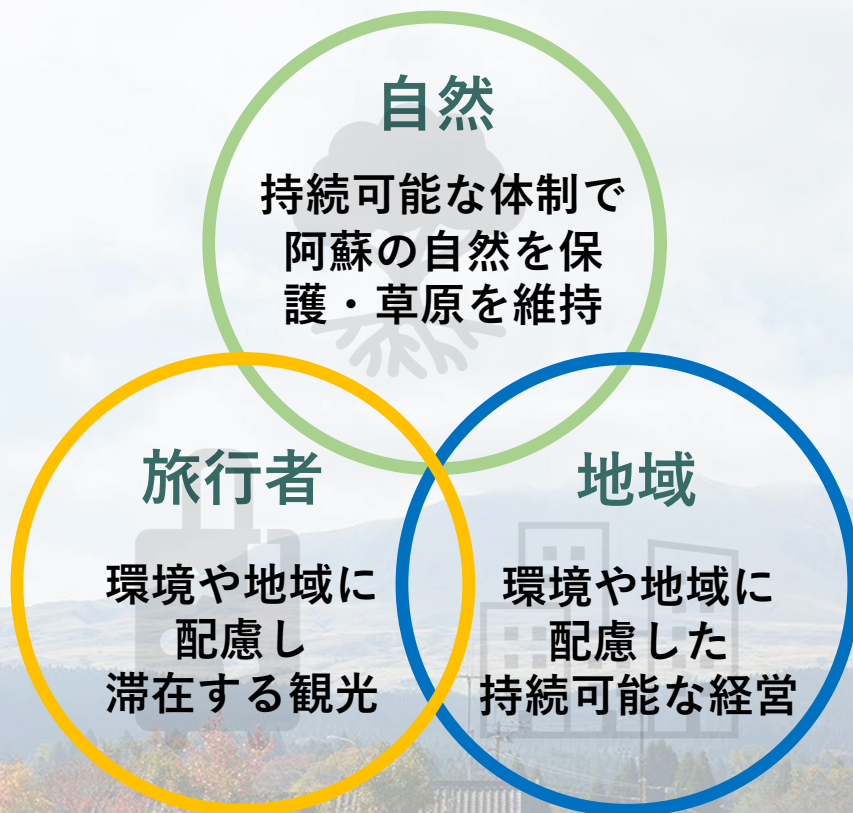 自然
持続可能な体制で
阿蘇の自然を保
護・草原を維持
旅行者
環境や地域に
配慮し
滞在する観光
地域
環境や地域に
配慮した
持続可能な経営